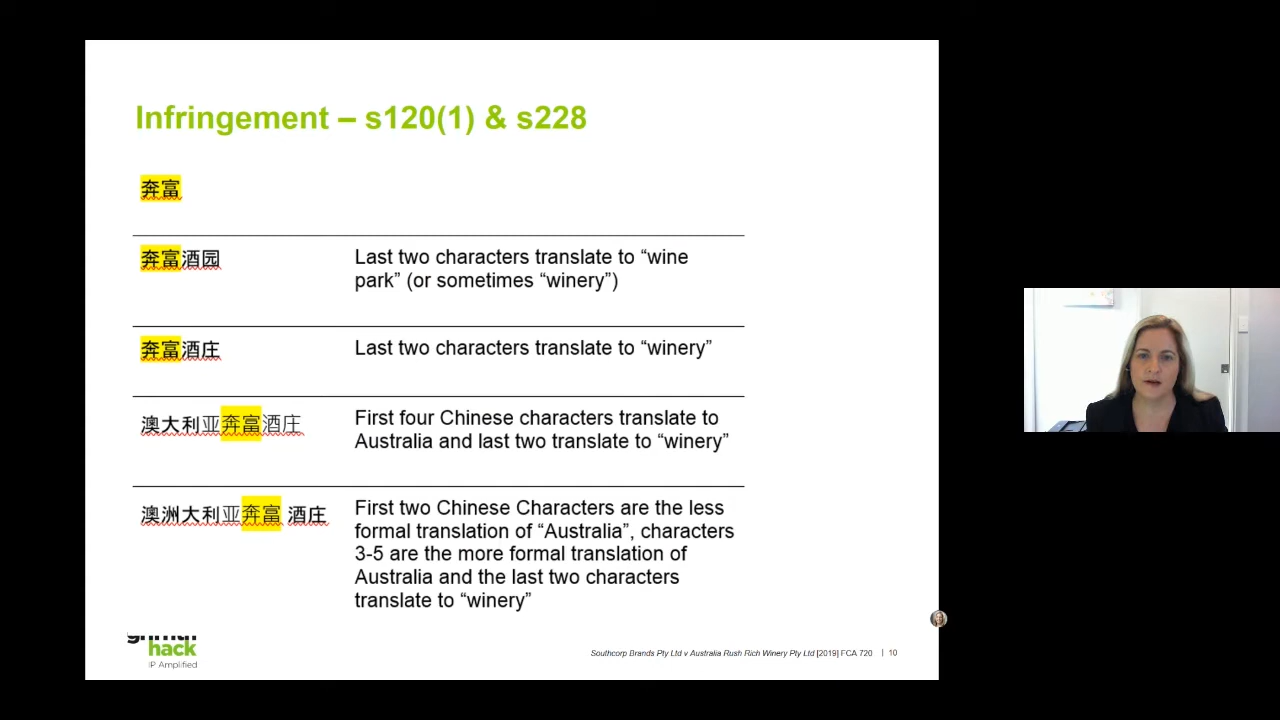 Infringement – s120(1) & s228
奔富
奔富酒园
Last two characters translate to “wine
park” (or sometimes “winery”)
奔富酒庄
Last two characters translate to “winery”
澳大利亚奔富酒庄
First four Chinese characters translate to
Australia and last two translate to “winery”
澳洲大利亚奔富 酒庄
First two Chinese Characters are the less
formal translation of “Australia”, characters
3-5 are the more formal translation of
Australia and the last two characters
translate to “winery”
griffith
hack
IP Amplified
Southcorp Brands Pty Ltd v Australia Rush Rich Winery Pty Ltd [2019] FCA 720 | 10